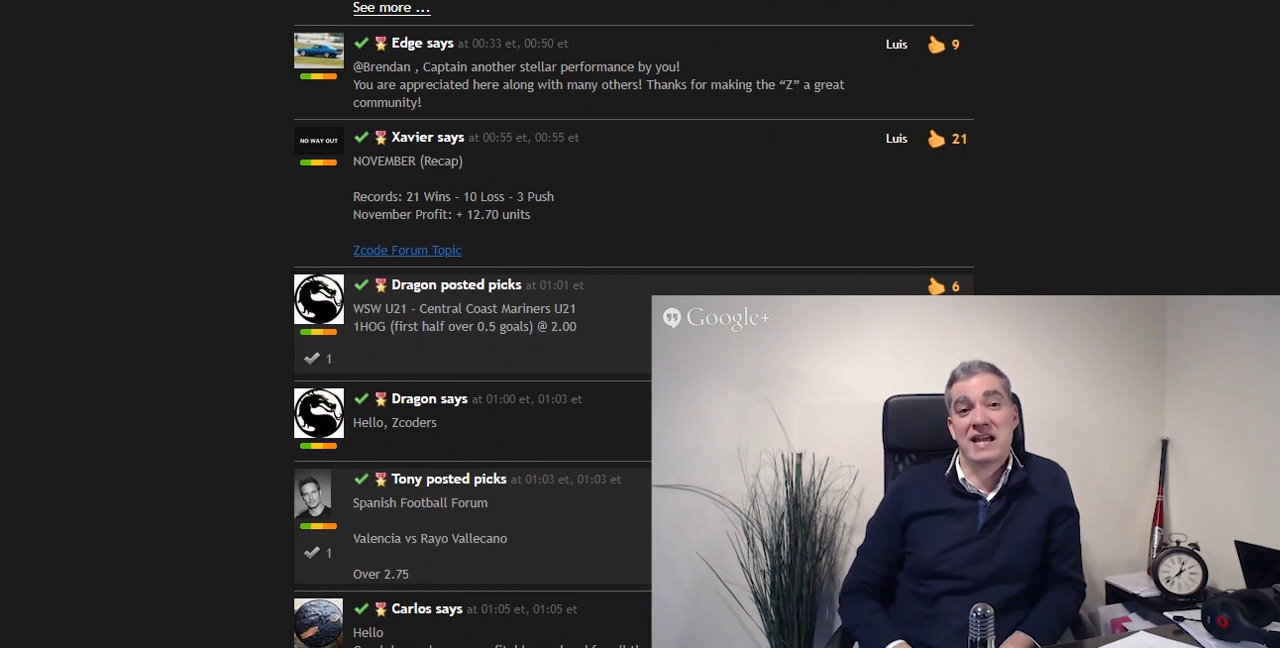 See more ...
Edge says at 00:33 et, 00:50 et
Luis
9
@Brendan , Captain another stellar performance by you!
You are appreciated here along with many others! Thanks for making the “Z” a great
community!
NO WAY OUT
Xavier says at 00:55 et, 00:55 et
Luis
21
NOVEMBER (Recap)
Records: 21 Wins - 10 Loss - 3 Push
November Profit: + 12.70 units
Zcode Forum Topic
Dragon posted picks at 01:01 et
6
WSW U21 - Central Coast Mariners U21
1HOG (first half over 0.5 goals) @ 2.00
1
Google+
Dragon says at 01:00 et, 01:03 et
Hello, Zcoders
Tony posted picks at 01:03 et, 01:03 et
Spanish Football Forum
Valencia vs Rayo Vallecano
1
Over 2.75
Carlos says at 01:05 et, 01:05 et
Hello